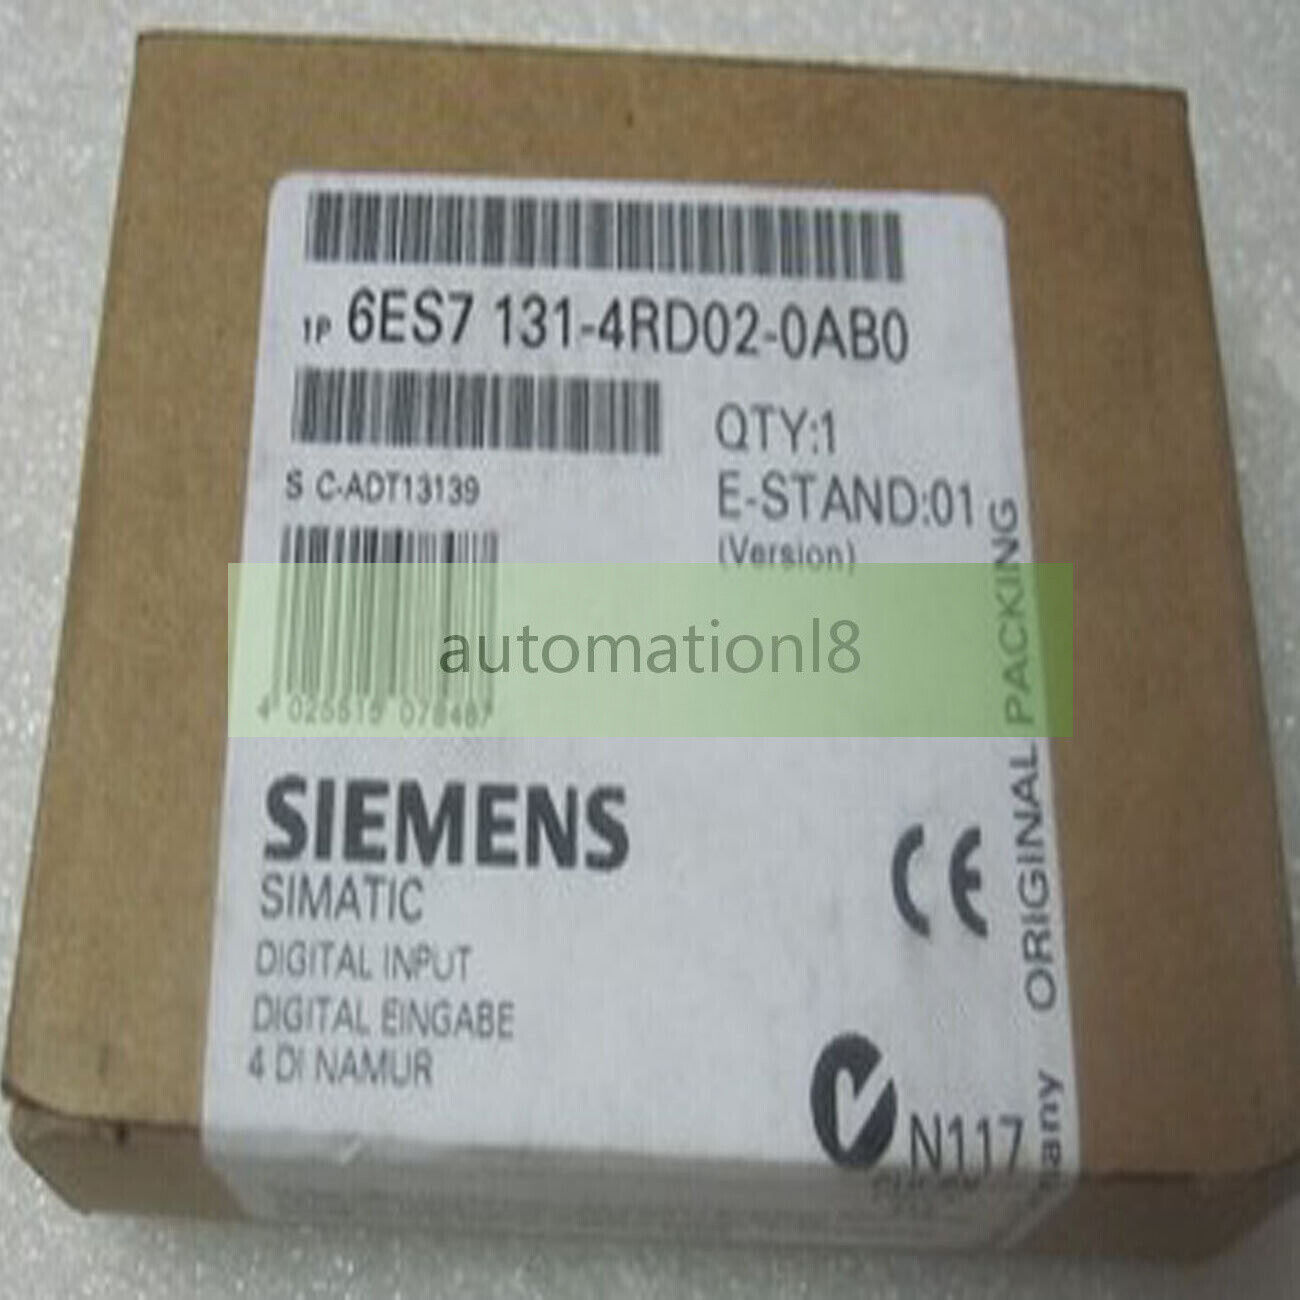 1P 6ES7 131-4RD02-0AB0
QTY:1
S C-ADT13139
E-STAND:01
(Version)
automationl8
ORIGINAL PACKING
SIEMENS
SIMATIC
DIGITAL INPUT
DIGITAL EINGABE
4 DI NAMUR
CE
N117